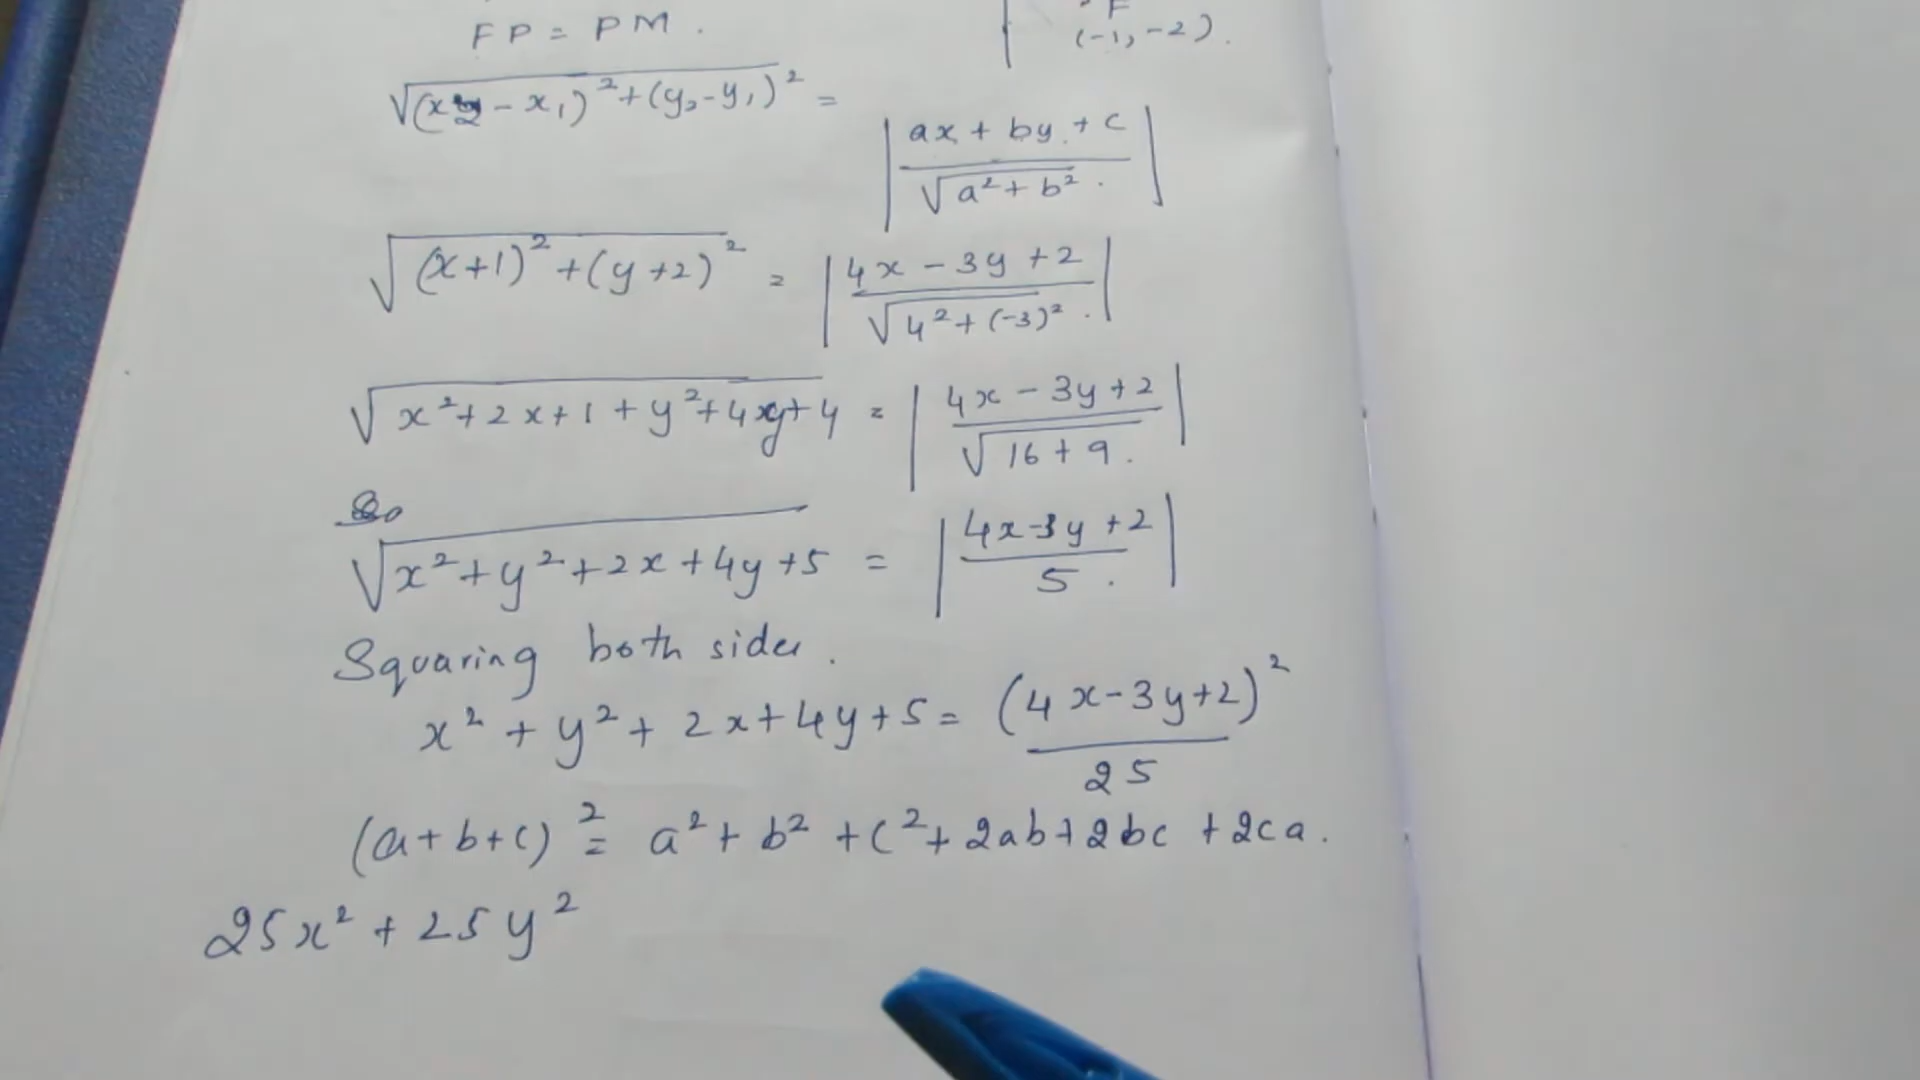 FP = PM.
F
(-1, -2).
√(x2 - x₁)² + (y₂ - y₁)² = |ax + by + c / √a² + b².|
√(x+1)² + (y+2)² = |4x - 3y + 2 / √4² + (-3)².|
√x² + 2x + 1 + y² + 4y + 4 = |4x - 3y + 2 / √16 + 9.|
√x² + y² + 2x + 4y + 5 = |4x - 3y + 2 / 5.|
Squaring both sides.
x² + y² + 2x + 4y + 5 = (4x - 3y + 2)² / 25
(a + b + c)² = a² + b² + c² + 2ab + 2bc + 2ca.
25x² + 25y²